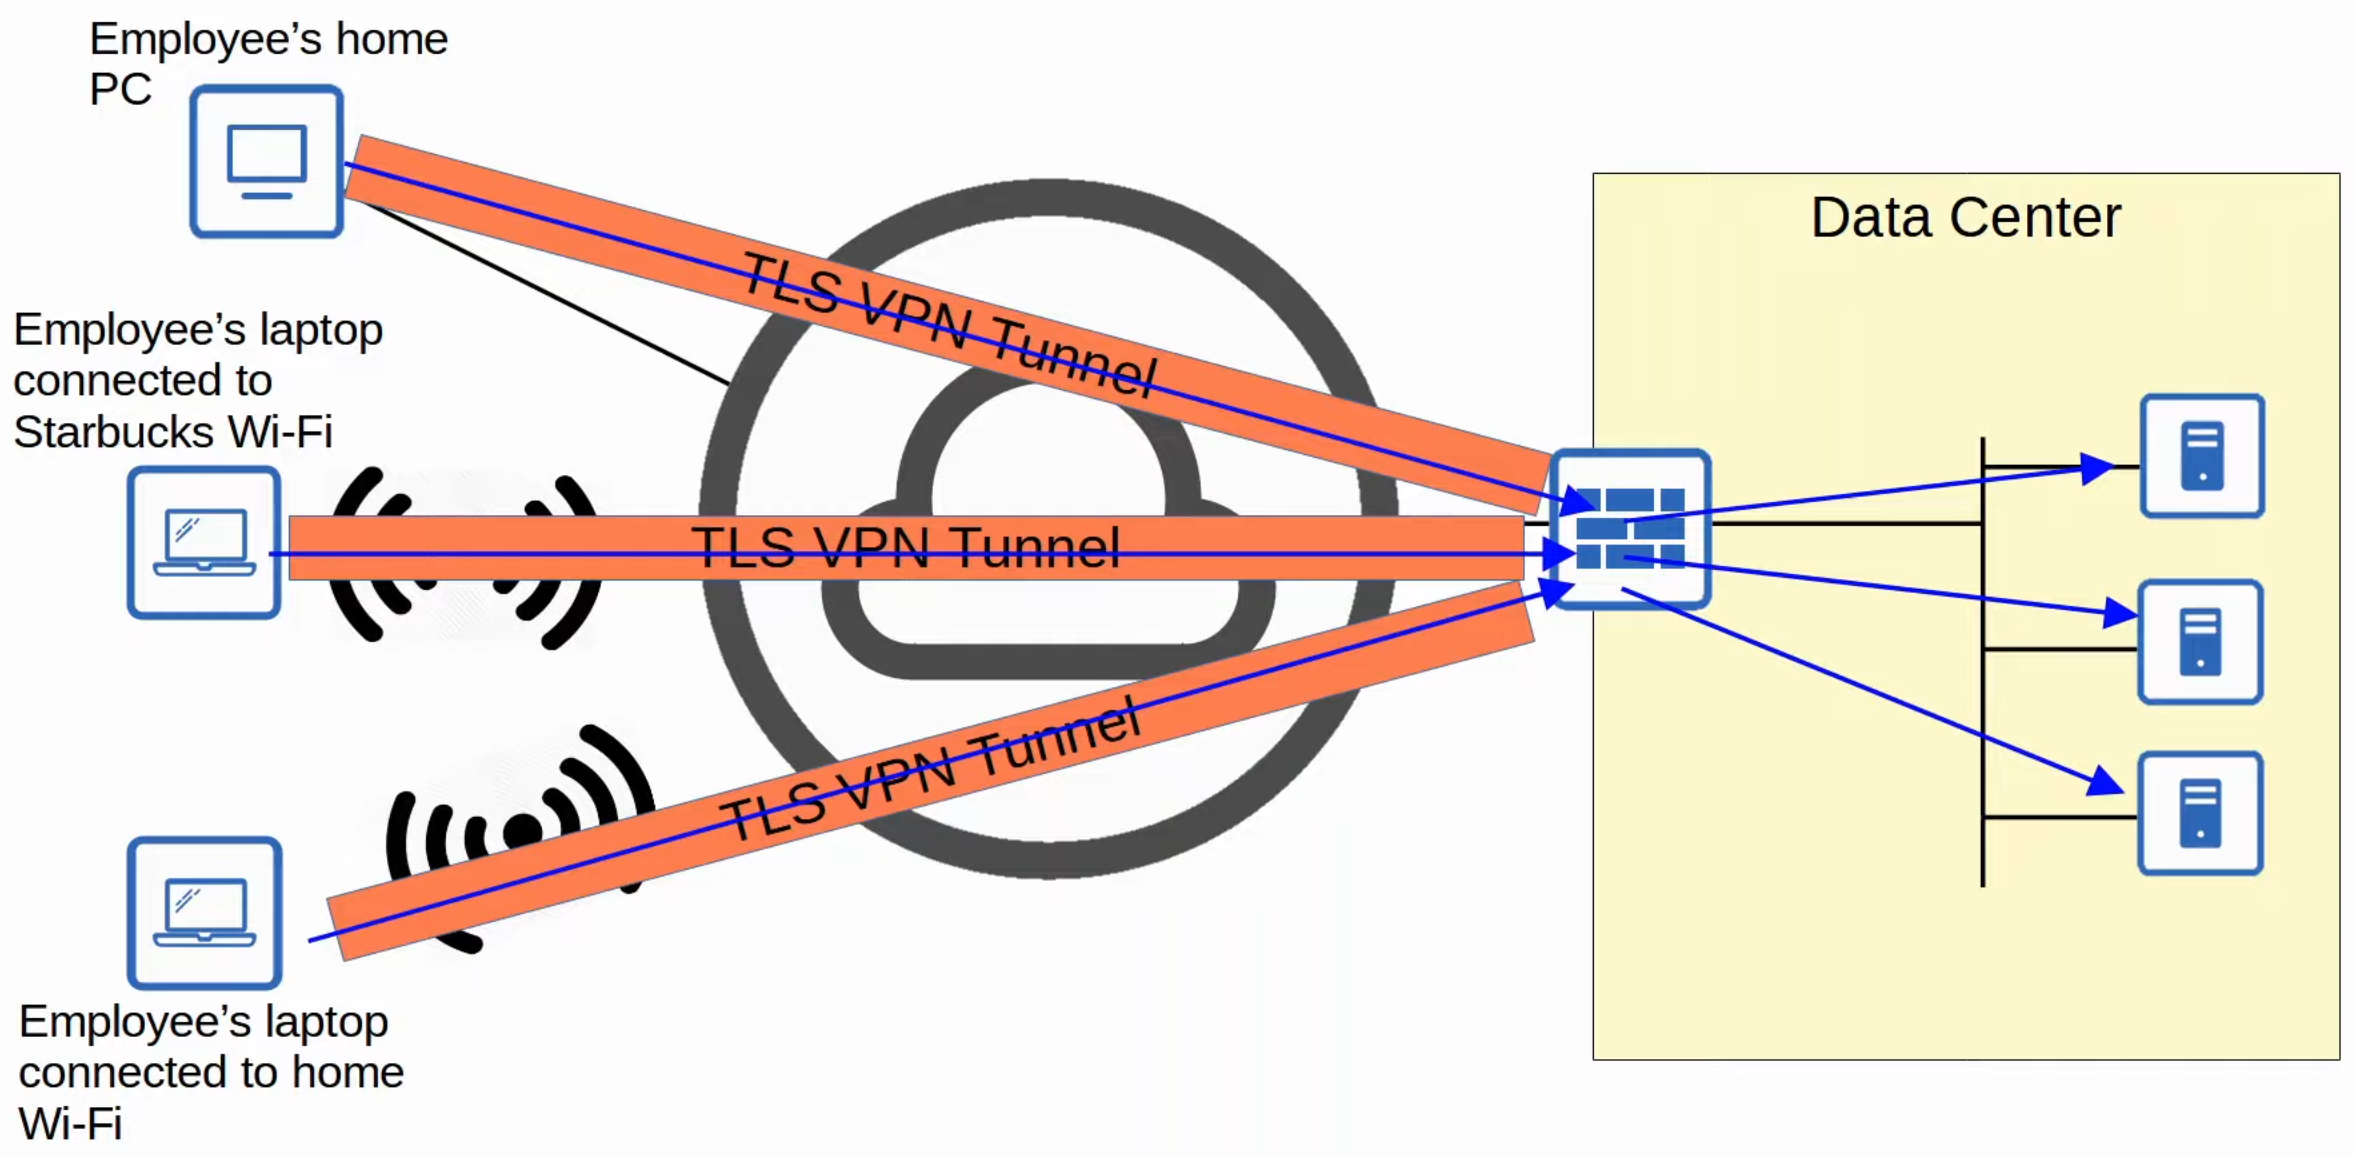 Employee’s home
PC
TLS VPN Tunnel
Data Center
Employee’s laptop
connected to
Starbucks Wi-Fi
TLS VPN Tunnel
TLS VPN Tunnel
Employee’s laptop
connected to home
Wi-Fi